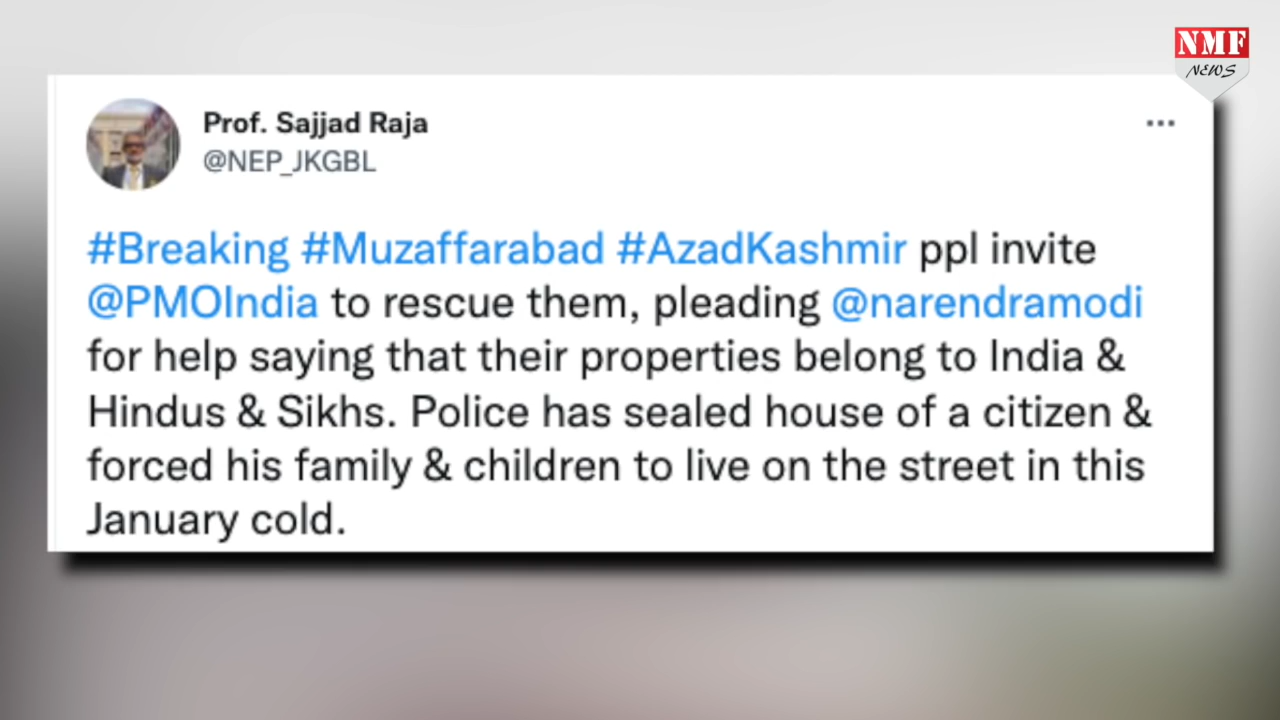 NMF
NEWS
Prof. Sajjad Raja
@NEP_JKGBL
#Breaking #Muzaffarabad #AzadKashmir ppl invite
@PMOIndia to rescue them, pleading @narendramodi
for help saying that their properties belong to India &
Hindus & Sikhs. Police has sealed house of a citizen &
forced his family & children to live on the street in this
January cold.